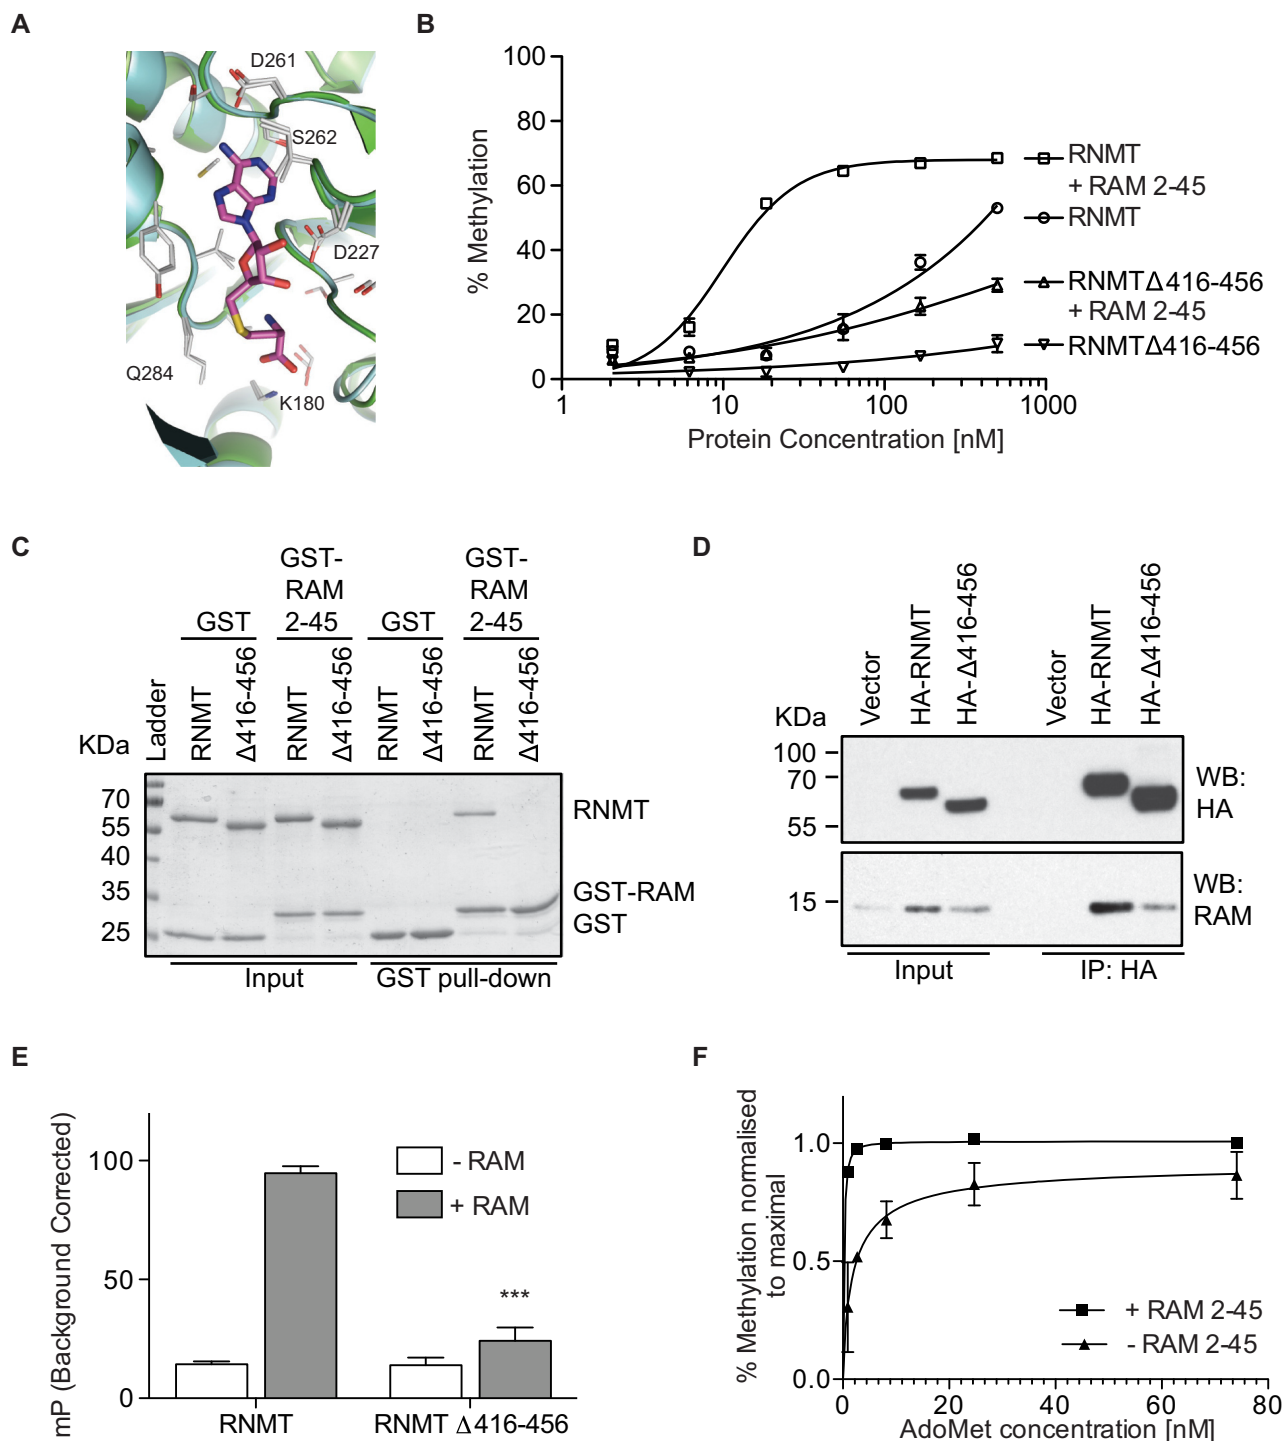 A
D261
S262
D227
Q284
K180
B
% Methylation
100
80
60
40
20
0
1
10
100
1000
Protein Concentration [nM]
RNMT
+ RAM 2-45
RNMT
RNMTΔ416-456
+ RAM 2-45
RNMTΔ416-456
C
GST
GST-
RAM
2-45
GST
GST-
RAM
2-45
KDa
Ladder
RNMT
Δ416-456
RNMT
Δ416-456
RNMT
Δ416-456
RNMT
Δ416-456
70
55
40
35
25
RNMT
GST-RAM
GST
Input
GST pull-down
D
KDa
Vector
HA-RNMT
HA-Δ416-456
Vector
HA-RNMT
HA-Δ416-456
100
70
55
15
WB:
HA
WB:
RAM
Input
IP: HA
E
mP (Background Corrected)
100
50
0
- RAM
+ RAM
***
RNMT
RNMT Δ416-456
F
% Methylation normalised
to maximal
1.0
0.5
0.0
0
20
40
60
80
AdoMet concentration [nM]
+ RAM 2-45
- RAM 2-45